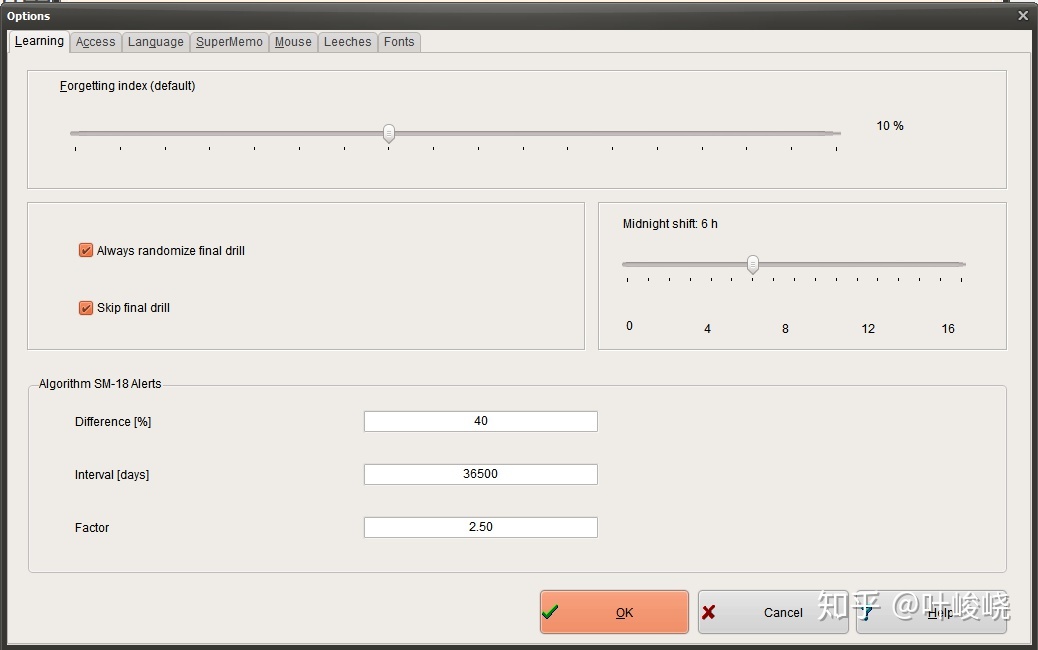 Options
Learning Access Language SuperMemo Mouse Leeches Fonts
Forgetting index (default)
10 %
Always randomize final drill
Skip final drill
Midnight shift: 6 h
0 4 8 12 16
Algorithm SM-18 Alerts
Difference [%] 40
Interval [days] 36500
Factor 2.50
OK Cancel Help
知乎 @叶峻峣